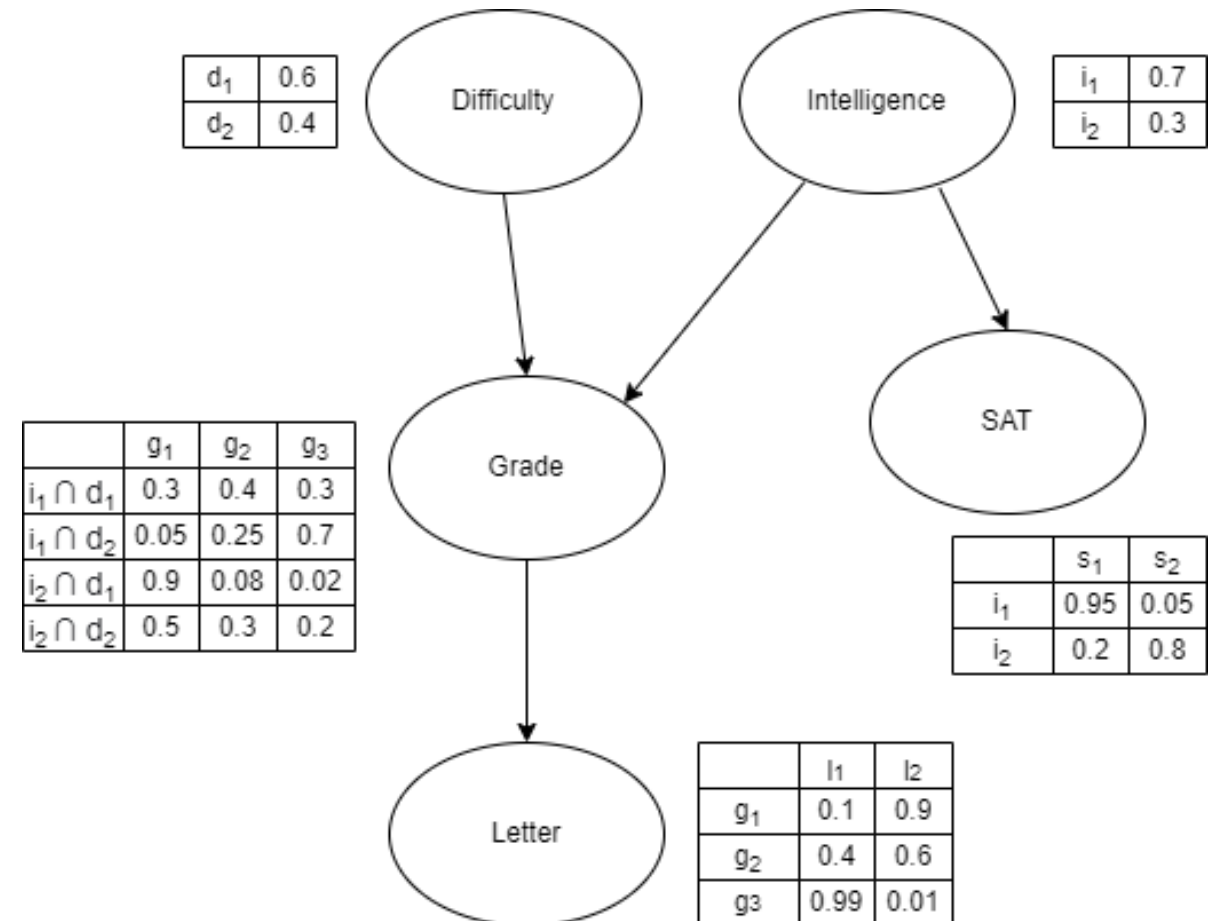 d₁ 0.6
d₂ 0.4
Difficulty
Intelligence
i₁ 0.7
i₂ 0.3
g₁ g₂ g₃
i₁ ∩ d₁ 0.3 0.4 0.3
i₁ ∩ d₂ 0.05 0.25 0.7
i₂ ∩ d₁ 0.9 0.08 0.02
i₂ ∩ d₂ 0.5 0.3 0.2
Grade
SAT
s₁ s₂
i₁ 0.95 0.05
i₂ 0.2 0.8
Letter
l₁ l₂
g₁ 0.1 0.9
g₂ 0.4 0.6
g₃ 0.99 0.01